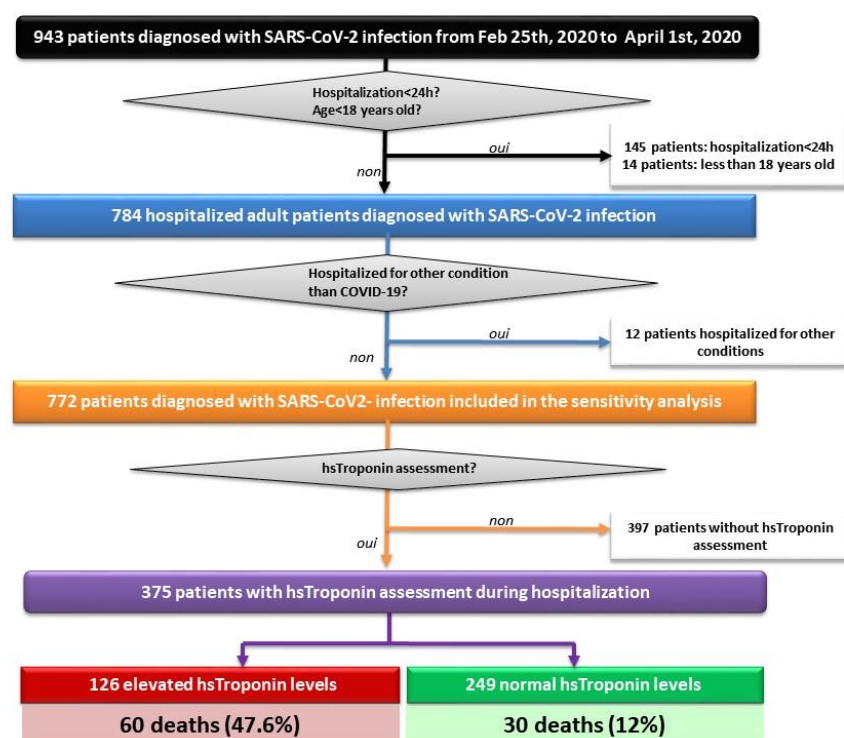 943 patients diagnosed with SARS-CoV-2 infection from Feb 25th, 2020 to April 1st, 2020
Hospitalization<24h?
Age<18 years old?
oui
145 patients: hospitalization<24h
14 patients: less than 18 years old
non
784 hospitalized adult patients diagnosed with SARS-CoV-2 infection
Hospitalized for other condition
than COVID-19?
oui
12 patients hospitalized for other
conditions
non
772 patients diagnosed with SARS-CoV2- infection included in the sensitivity analysis
hsTroponin assessment?
non
397 patients without hsTroponin
assessment
oui
375 patients with hsTroponin assessment during hospitalization
126 elevated hsTroponin levels
249 normal hsTroponin levels
60 deaths (47.6%)
30 deaths (12%)